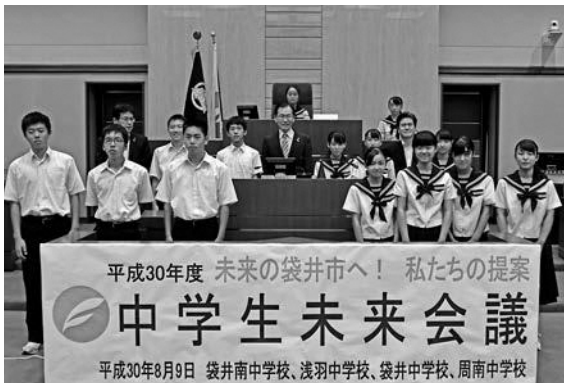 平成30年度 未来の袋井市へ! 私たちの提案
中学生未来会議
平成30年8月9日 袋井南中学校、浅羽中学校、袋井中学校、周南中学校